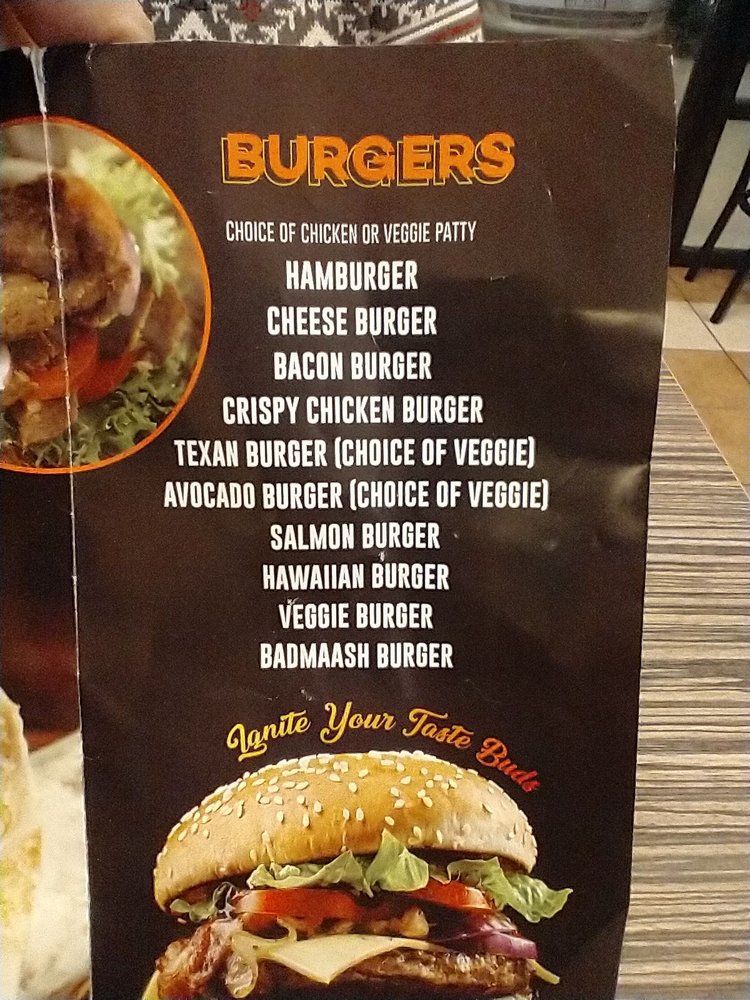 BURGERS
CHOICE OF CHICKEN OR VEGGIE PATTY
HAMBURGER
CHEESE BURGER
BACON BURGER
CRISPY CHICKEN BURGER
TEXAN BURGER (CHOICE OF VEGGIE)
AVOCADO BURGER (CHOICE OF VEGGIE)
SALMON BURGER
HAWAIIAN BURGER
VEGGIE BURGER
BADMAASH BURGER
Ignite Your Taste Buds